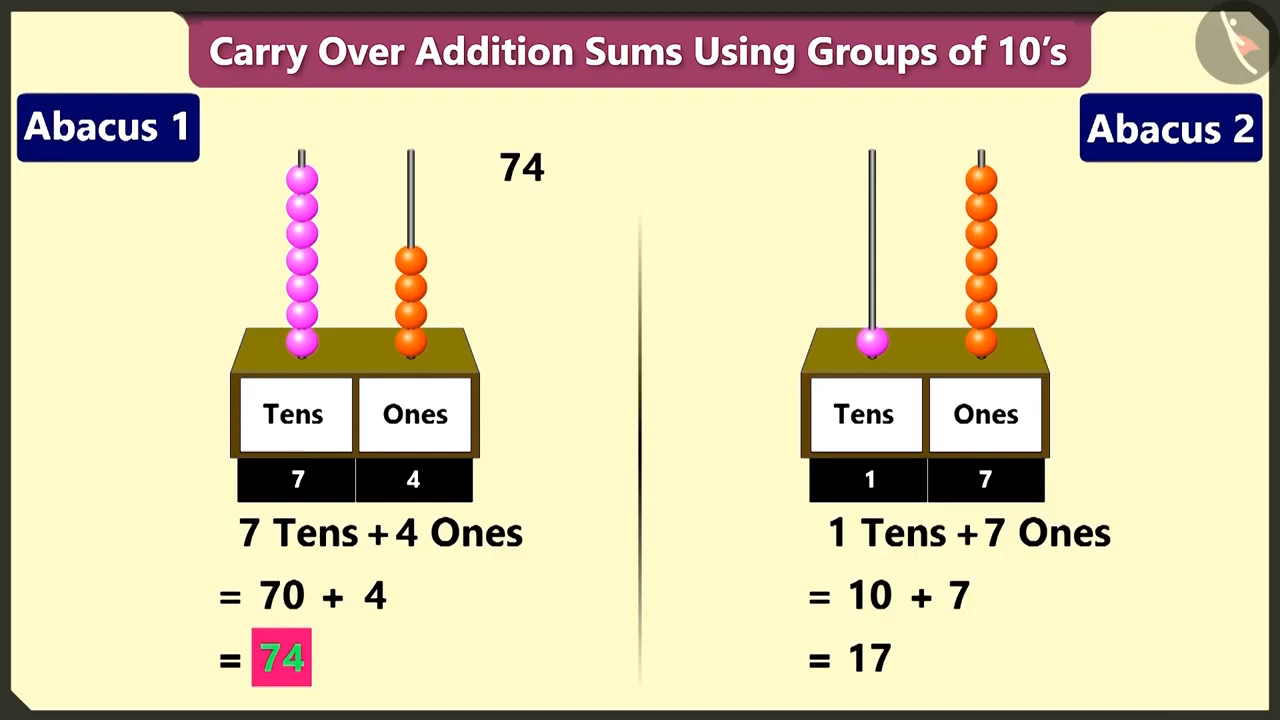 Carry Over Addition Sums Using Groups of 10’s
Abacus 1
74
Tens Ones
7 4
7 Tens + 4 Ones
= 70 + 4
= 74
Abacus 2
Tens Ones
1 7
1 Tens + 7 Ones
= 10 + 7
= 17